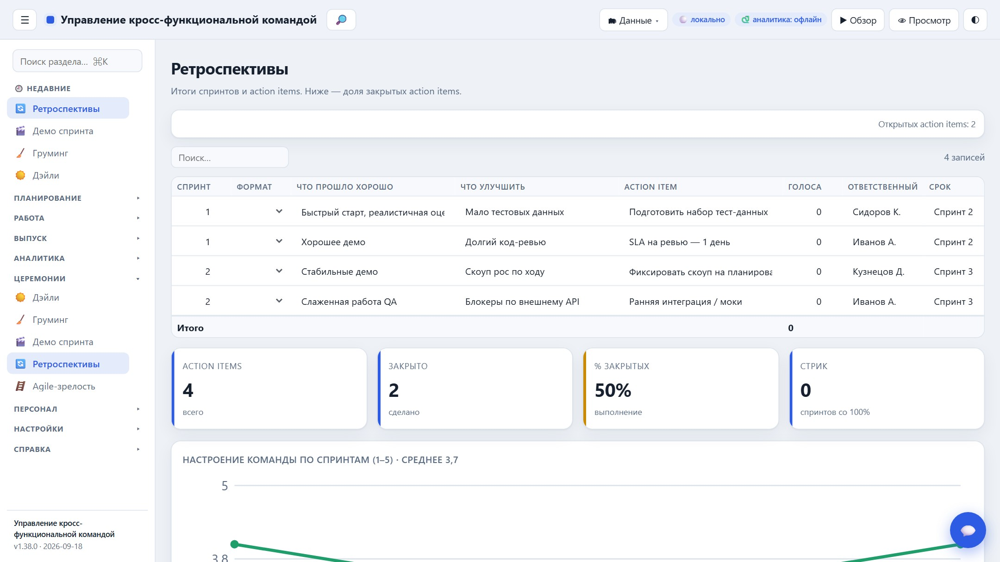 Управление кросс-функциональной командой
Данные
локально
аналитика: офлайн
Обзор
Просмотр
Поиск раздела... ⌘K
НЕДАВНИЕ
Ретроспективы
Демо спринта
Груминг
Дэйли
ПЛАНИРОВАНИЕ
РАБОТА
ВЫПУСК
АНАЛИТИКА
ЦЕРЕМОНИИ
Дэйли
Груминг
Демо спринта
Ретроспективы
Agile-зрелость
ПЕРСОНАЛ
НАСТРОЙКИ
СПРАВКА
Управление кросс-
функциональной командой
v1.38.0 · 2026-09-18
Ретроспективы
Итоги спринтов и action items. Ниже — доля закрытых action items.
Открытых action items: 2
Поиск...
4 записей
СПРИНТ ФОРМАТ ЧТО ПРОШЛО ХОРОШО ЧТО УЛУЧШИТЬ ACTION ITEM ГОЛОСА ОТВЕТСТВЕННЫЙ СРОК
1 Быстрый старт, реалистичная оце Мало тестовых данных Подготовить набор тест-данных 0 Сидоров К. Спринт 2
1 Хорошее демо Долгий код-ревью SLA на ревью — 1 день 0 Иванов А. Спринт 2
2 Стабильные демо Скоуп рос по ходу Фиксировать скоуп на планирова 0 Кузнецов Д. Спринт 3
2 Слаженная работа QA Блокеры по внешнему API Ранняя интеграция / моки 0 Иванов А. Спринт 3
Итого 0
ACTION ITEMS
4
всего
ЗАКРЫТО
2
сделано
% ЗАКРЫТЫХ
50%
выполнение
СТРИК
0
спринтов со 100%
НАСТРОЕНИЕ КОМАНДЫ ПО СПРИНТАМ (1–5) · СРЕДНЕЕ 3,7
5
3.8